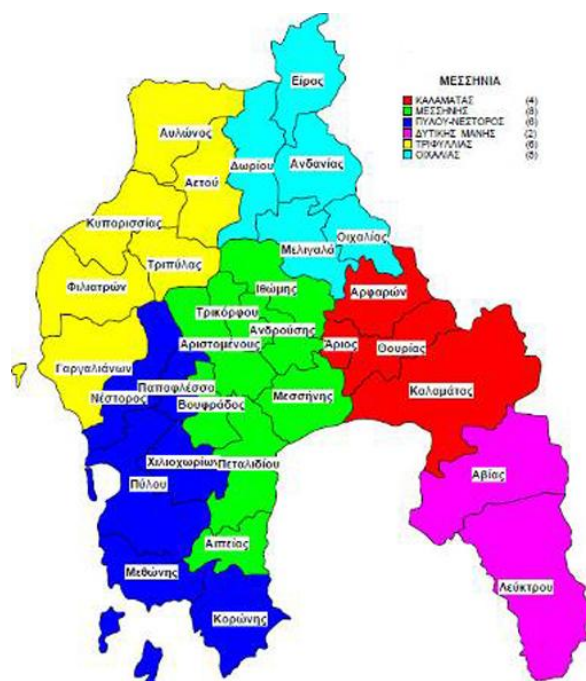 ΜΕΣΣΗΝΙΑ
ΚΑΛΑΜΑΤΑΣ (4)
ΜΕΣΣΗΝΗΣ (8)
ΠΥΛΟΥ-ΝΕΣΤΟΡΟΣ (6)
ΔΥΤΙΚΗΣ ΜΑΝΗΣ (2)
ΤΡΙΦΥΛΛΙΑΣ (6)
ΟΙΧΑΛΙΑΣ (5)
Είρας
Αυλώνος
Δωρίου
Ανδανίας
Αετού
Κυπαρισσίας
Μελιγαλά
Οιχαλίας
Τριπύλας
Φιλιατρών
Ιθώμης
Αρφαρών
Τρικόρφου
Ανδρούσης
Αριστομένους
Άριος
Θουρίας
Γαργαλιάνων
Παπαφλέσσα
Νέστορος
Βουφράδος
Μεσσήνης
Καλαμάτας
Χιλιοχωρίων
Πεταλιδίου
Πύλου
Αβίας
Αιπείας
Μεθώνης
Λεύκτρου
Κορώνης